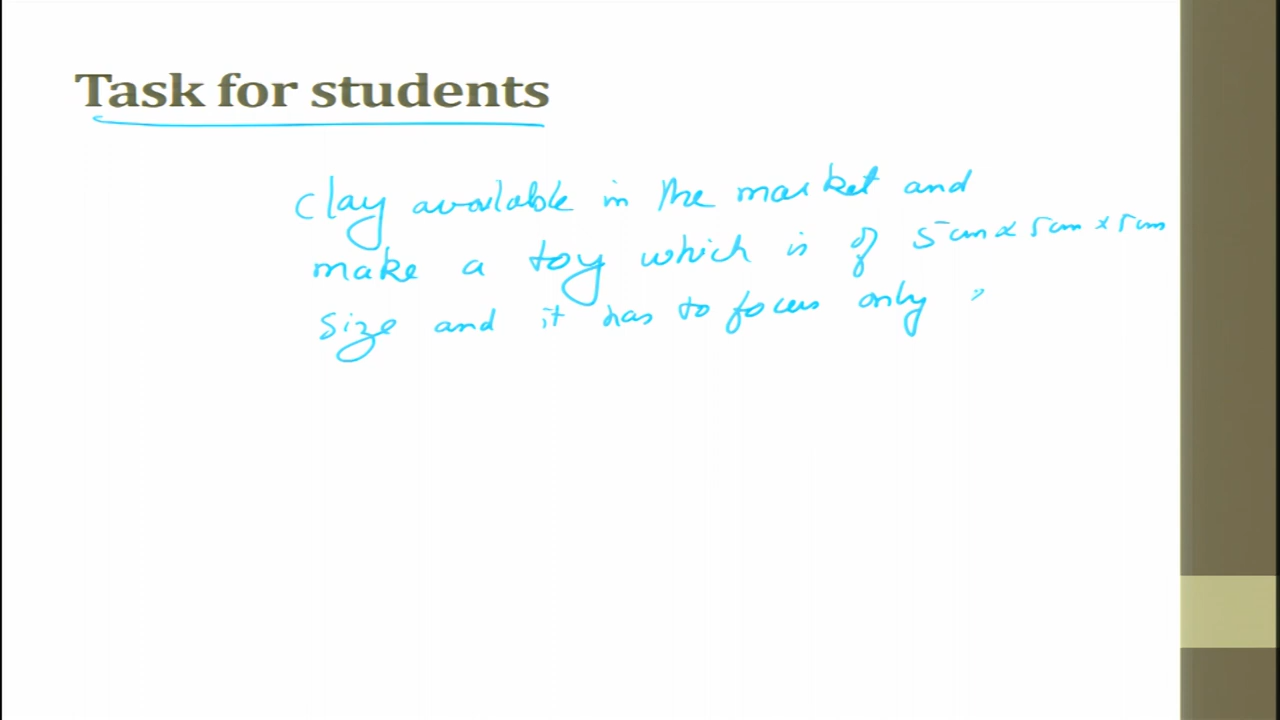 Task for students
clay available in the market and
make a toy which is of 5cm x 5cm x 5cm
size and it has to focus only